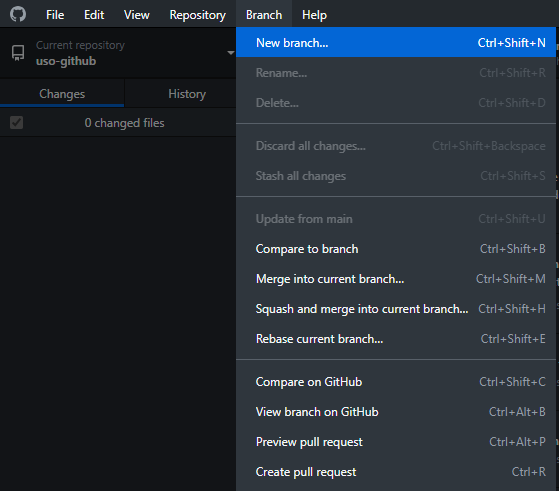 File Edit View Repository Branch Help
Current repository
uso-github
Changes History
0 changed files
New branch... Ctrl+Shift+N
Rename... Ctrl+Shift+R
Delete... Ctrl+Shift+D
Discard all changes... Ctrl+Shift+Backspace
Stash all changes Ctrl+Shift+S
Update from main Ctrl+Shift+U
Compare to branch Ctrl+Shift+B
Merge into current branch... Ctrl+Shift+M
Squash and merge into current branch... Ctrl+Shift+H
Rebase current branch... Ctrl+Shift+E
Compare on GitHub Ctrl+Shift+C
View branch on GitHub Ctrl+Alt+B
Preview pull request Ctrl+Alt+P
Create pull request Ctrl+R